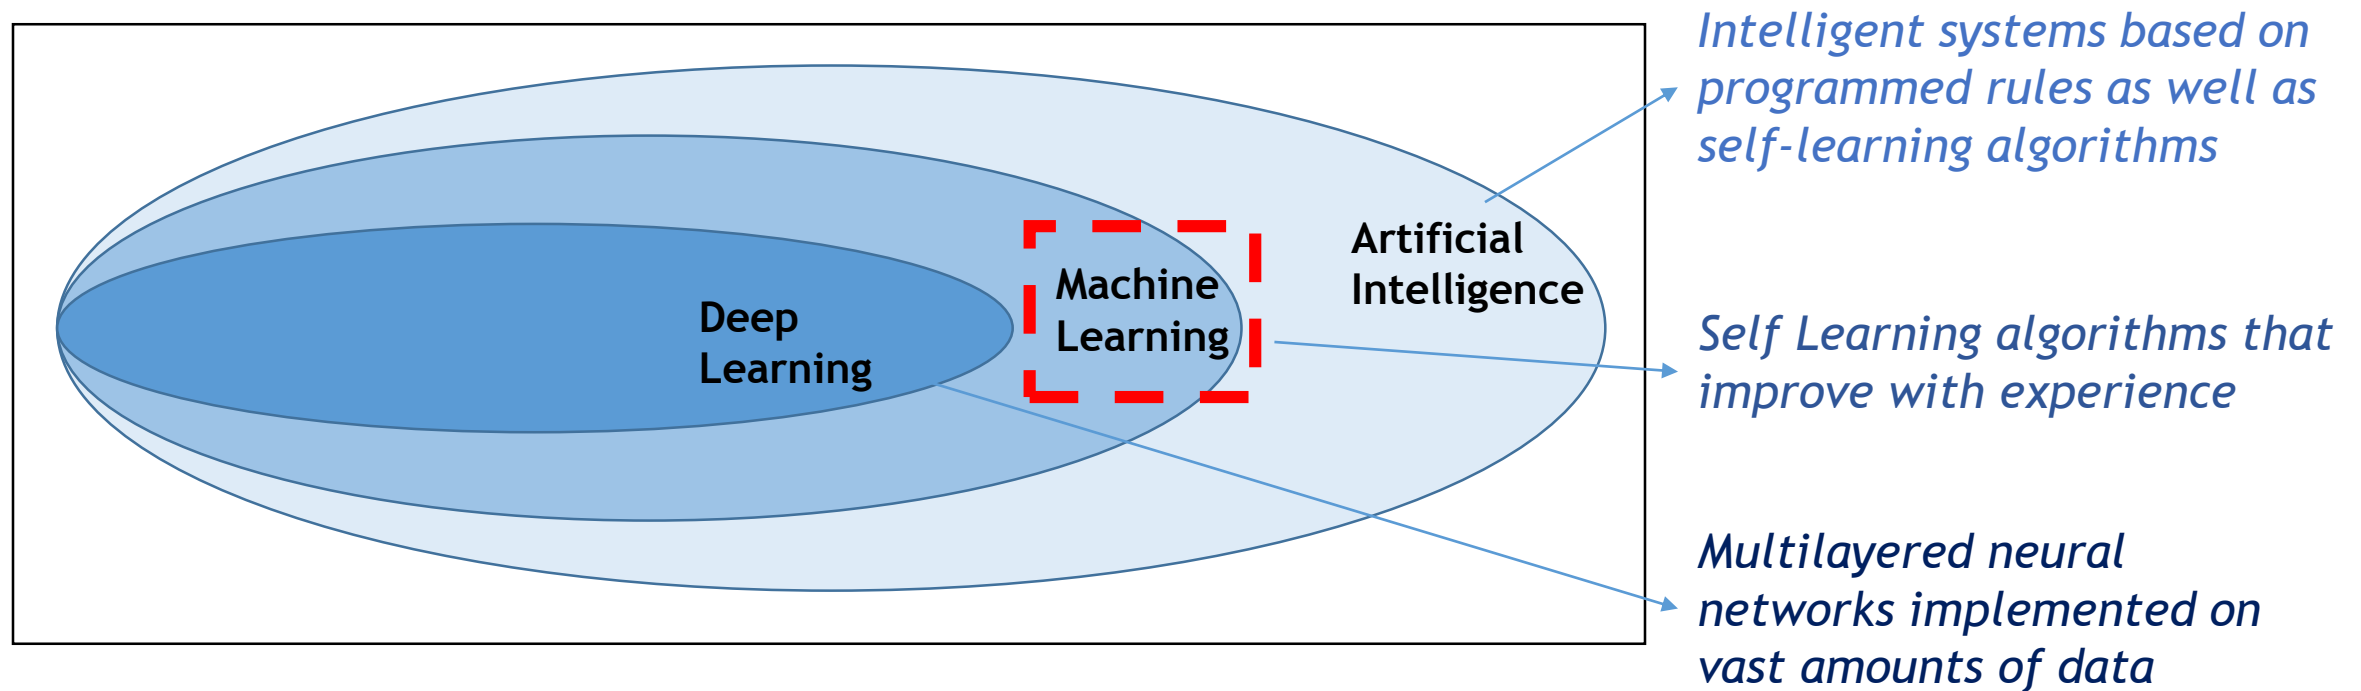 Intelligent systems based on
programmed rules as well as
self-learning algorithms
Artificial
Intelligence
Machine
Learning
Deep
Learning
Self Learning algorithms that
improve with experience
Multilayered neural
networks implemented on
vast amounts of data